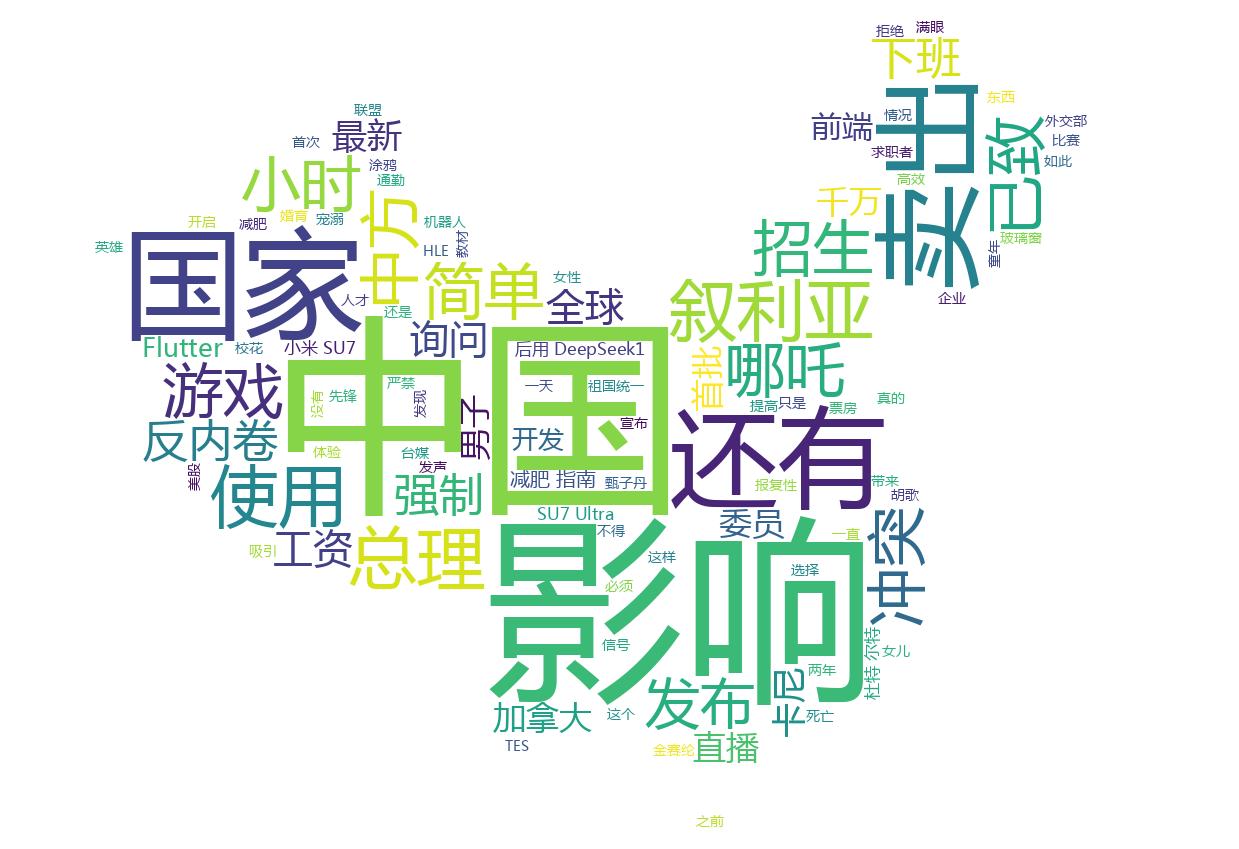 拒绝
满眼
下班
卖出
东西
情况
前端
求职者
已致
外交部
比赛
如此
高效
千万
玻璃窗
童年
企业
联盟
首次
最新
涂鸦
小时
通勤
开启
减肥
婚育
宠溺
中方
机器人
英雄
国家
HLE
教材
招生
简单
女性
全球
叙利亚
人才
还是
询问
Flutter
校花
小米 SU7
中国
后用 DeepSeek1
首批
哪吒
游戏
没有
先锋
严禁
发现
一天
祖国统一
提高
只是
票房
真的
反内卷
男子
开发
宣布
还有
体验
台媒
发声
美股
使用
强制
减肥 指南
甄子丹
报复性
带来
胡歌
SU7 Ultra
不得
委员
一直
冲突
吸引
工资
总理
影响
这样
选择
必须
信号
杜特 尔特
女儿
两年
卡尼
死亡
加拿大
这个
发布
TES
金赛纶
直播
之前